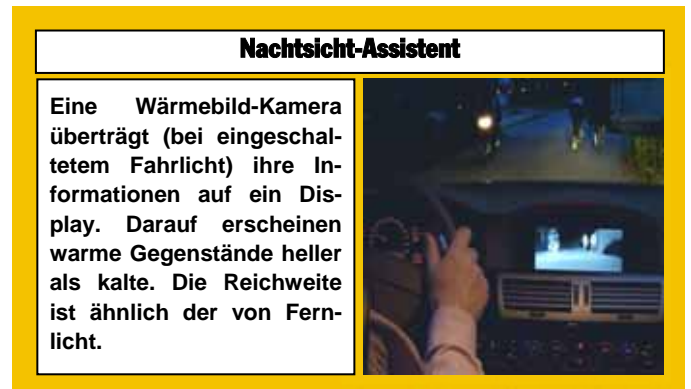 Nachtsicht-Assistent
Eine Wärmebild-Kamera
überträgt (bei eingeschal-
tetem Fahrlicht) ihre In-
formationen auf ein Dis-
play. Darauf erscheinen
warme Gegenstände heller
als kalte. Die Reichweite
ist ähnlich der von Fern-
licht.